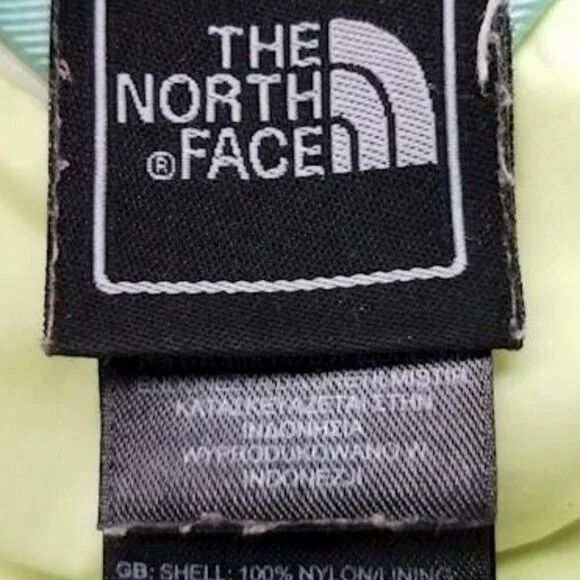 THE
NORTH
® FACE
ΚΑΤΑΣΚΕΥΑΖΕΤΑΙ ΣΤΗΝ
ΙΝΔΟΝΗΣΙΑ
WYPRODUKOWANO W
INDONEZJI
GB: SHELL: 100% NYLON/LINING: